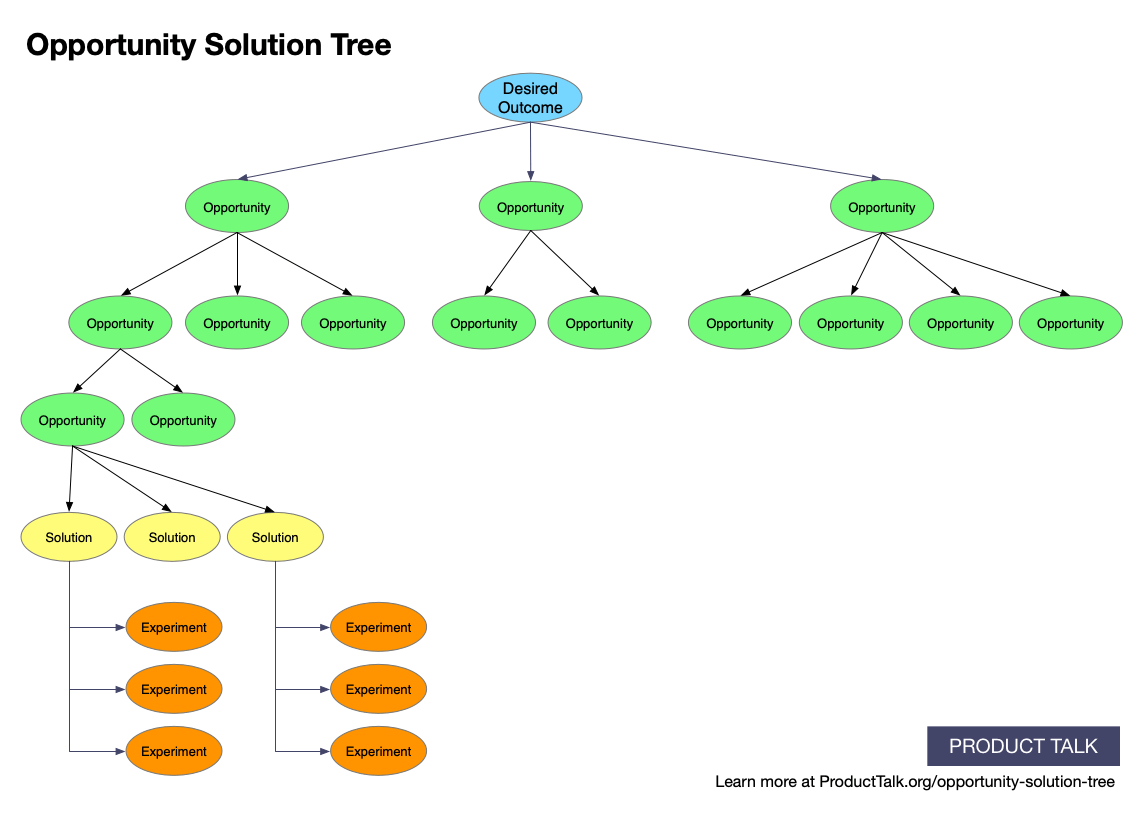 Opportunity Solution Tree
Desired
Outcome
Opportunity
Opportunity
Opportunity
Opportunity
Opportunity
Opportunity
Opportunity
Opportunity
Opportunity
Opportunity
Opportunity
Opportunity
Opportunity
Opportunity
Solution
Solution
Solution
Experiment
Experiment
Experiment
Experiment
Experiment
Experiment
PRODUCT TALK
Learn more at ProductTalk.org/opportunity-solution-tree